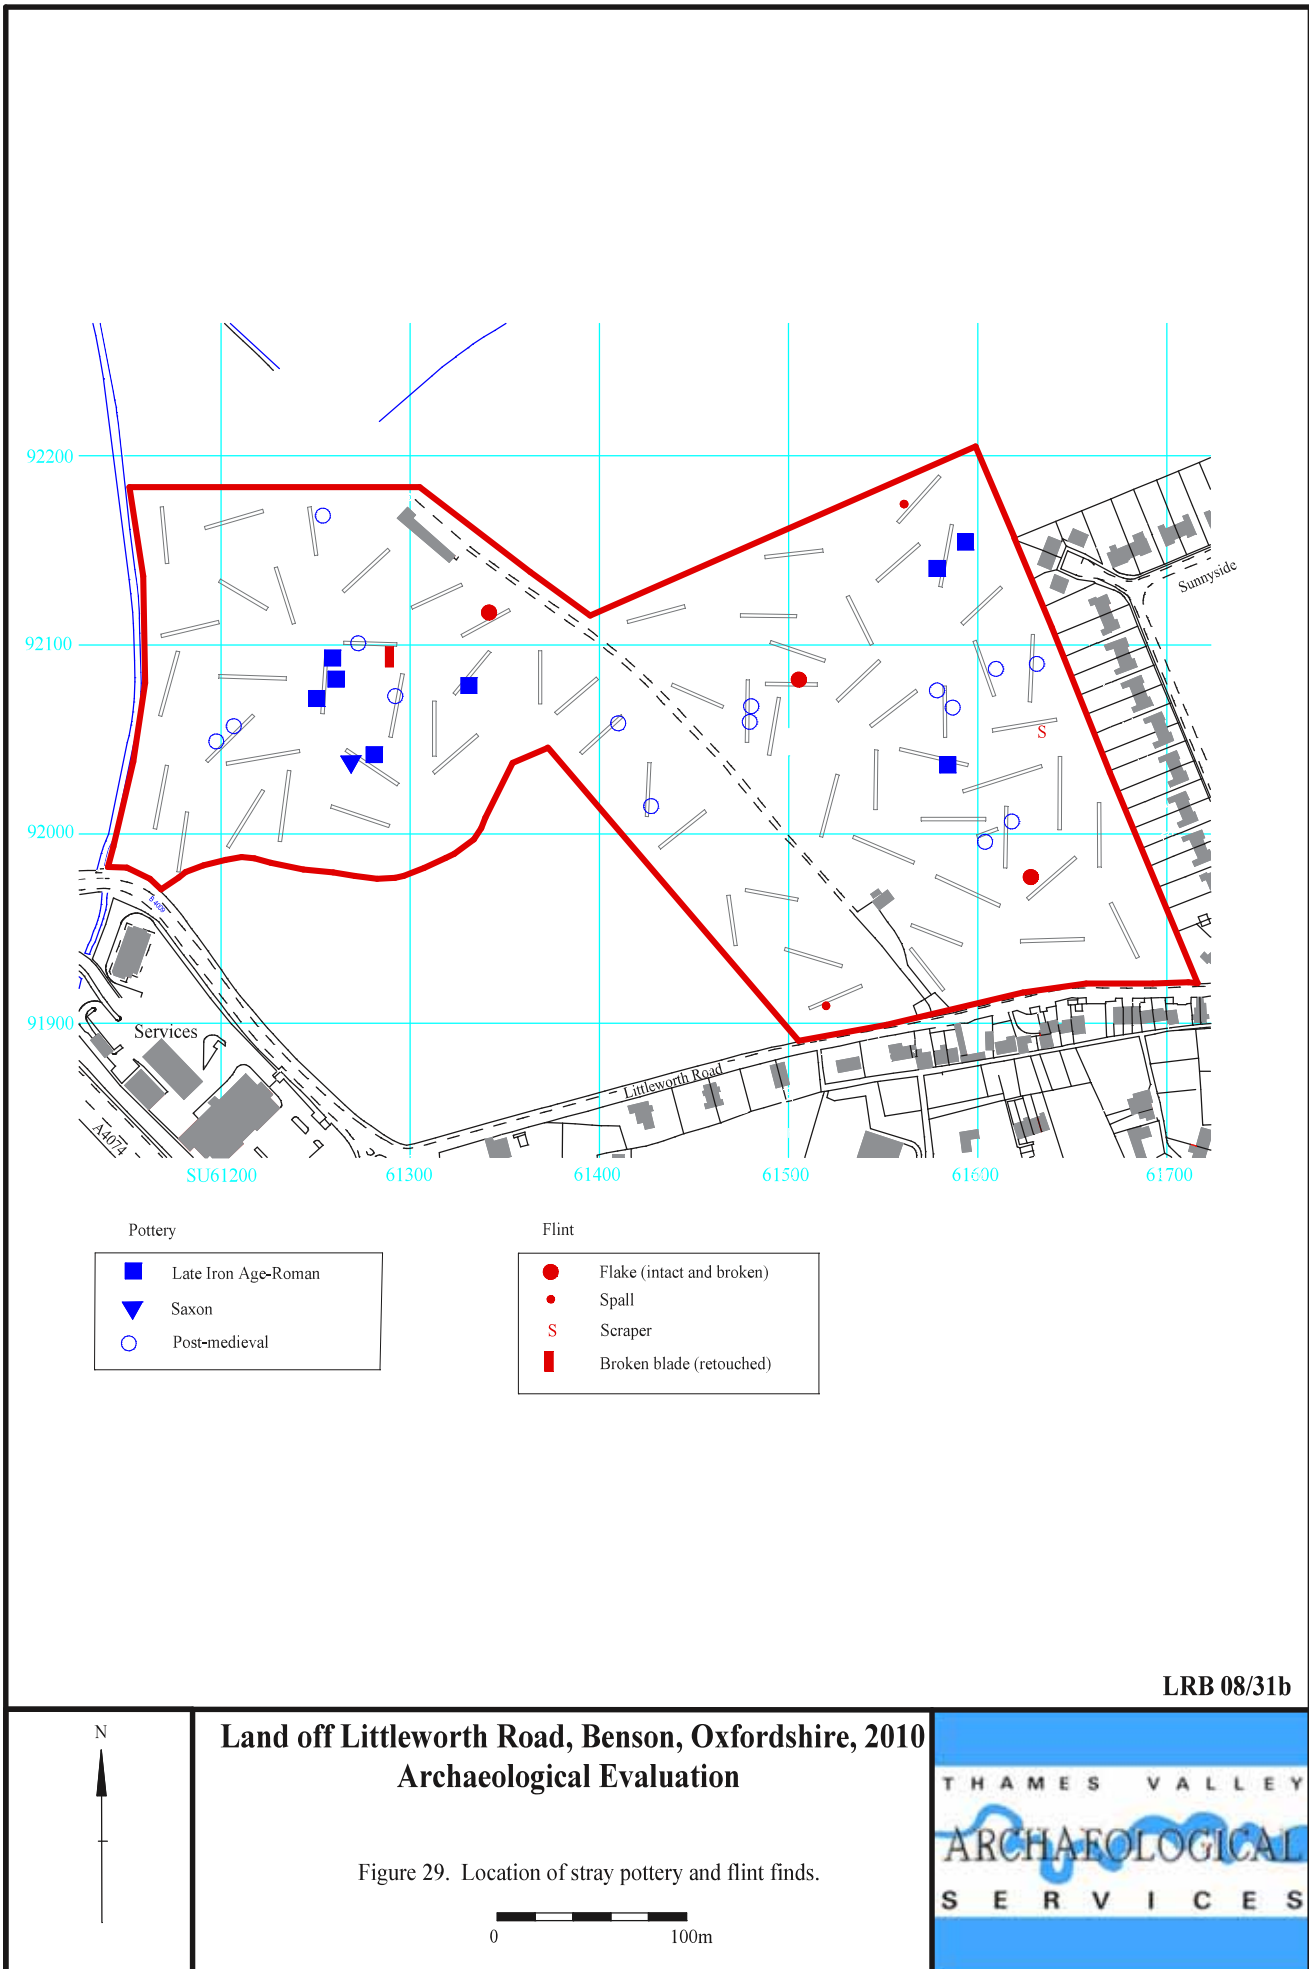 92200
92100
92000
91900
Sunnyside
B 4009
Services
A4074
Littleworth Road
SU61200
61300
61400
61500
61600
61700
Pottery
Late Iron Age-Roman
Saxon
Post-medieval
Flint
Flake (intact and broken)
Spall
S
Scraper
Broken blade (retouched)
S
LRB 08/31b
N
Land off Littleworth Road, Benson, Oxfordshire, 2010
Archaeological Evaluation
Figure 29. Location of stray pottery and flint finds.
0
100m
THAMES VALLEY
ARCHAEOLOGICAL
SERVICES